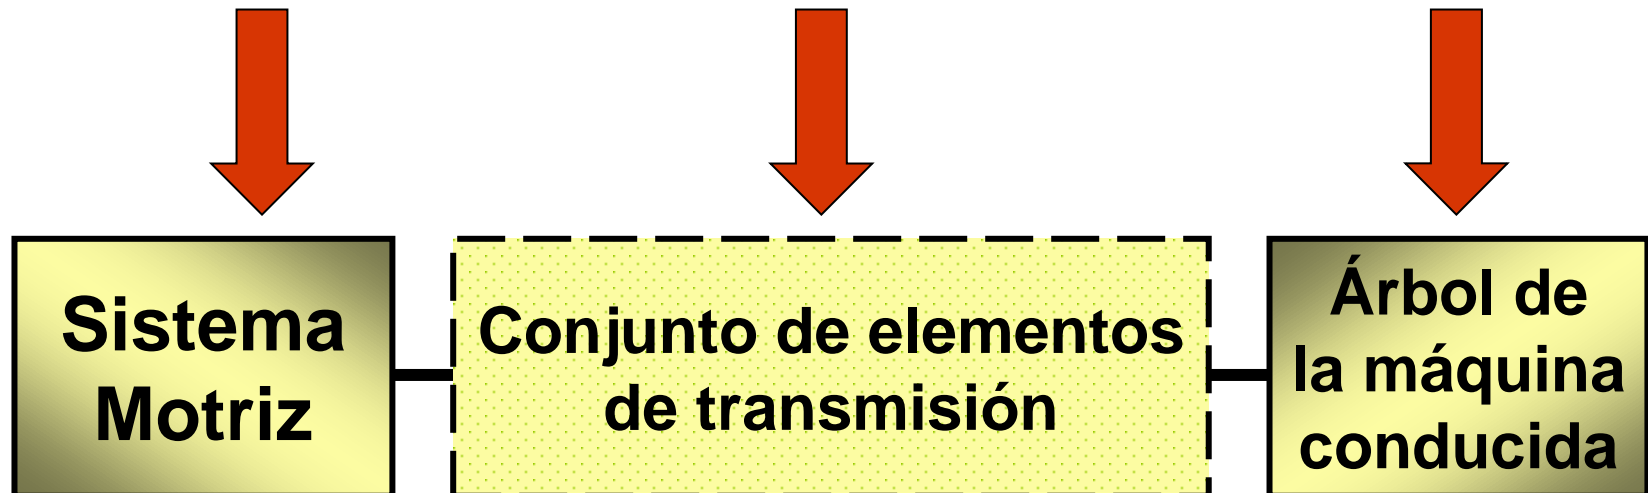 Sistema
Motriz
Conjunto de elementos
de transmisión
Árbol de
la máquina
conducida